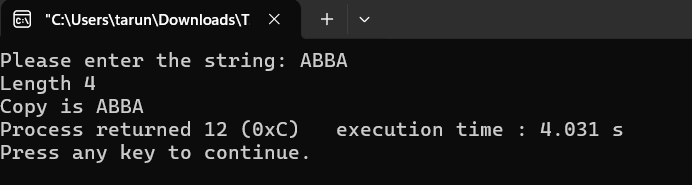 "C:\Users\tarun\Downloads\T
Please enter the string: ABBA
Length 4
Copy is ABBA
Process returned 12 (0xC)   execution time : 4.031 s
Press any key to continue.